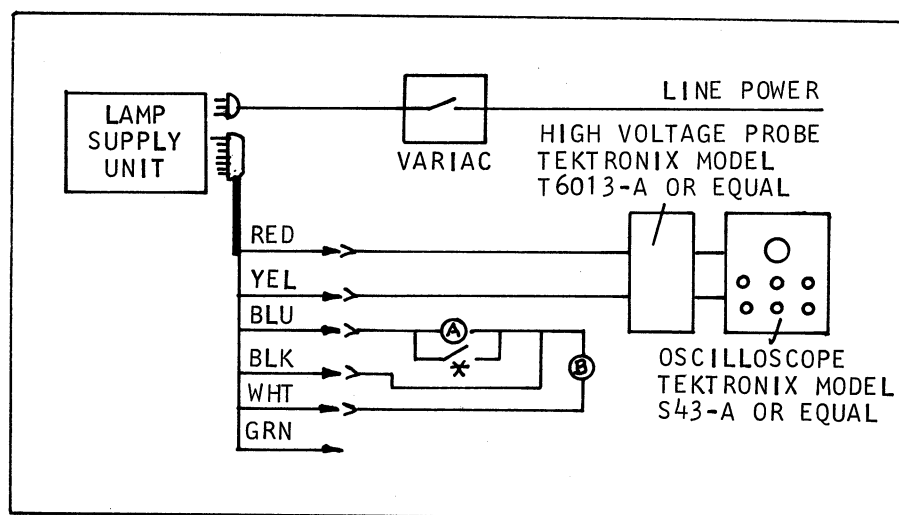 LAMP
SUPPLY
UNIT
VARIAC
LINE POWER
HIGH VOLTAGE PROBE
TEKTRONIX MODEL
T6013-A OR EQUAL
RED
YEL
BLU
BLK
WHT
GRN
A
*
B
OSCILLOSCOPE
TEKTRONIX MODEL
S43-A OR EQUAL